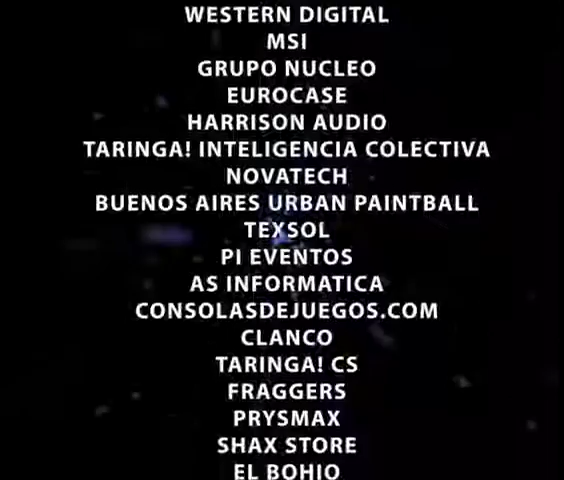 WESTERN DIGITAL
MSI
GRUPO NUCLEO
EUROCASE
HARRISON AUDIO
TARINGA! INTELIGENCIA COLECTIVA
NOVATECH
BUENOS AIRES URBAN PAINTBALL
TEXSOL
PI EVENTOS
AS INFORMATICA
CONSOLASDEJUEGOS.COM
CLANCO
TARINGA! CS
FRAGGERS
PRYSMAX
SHAX STORE
EL BOHIO